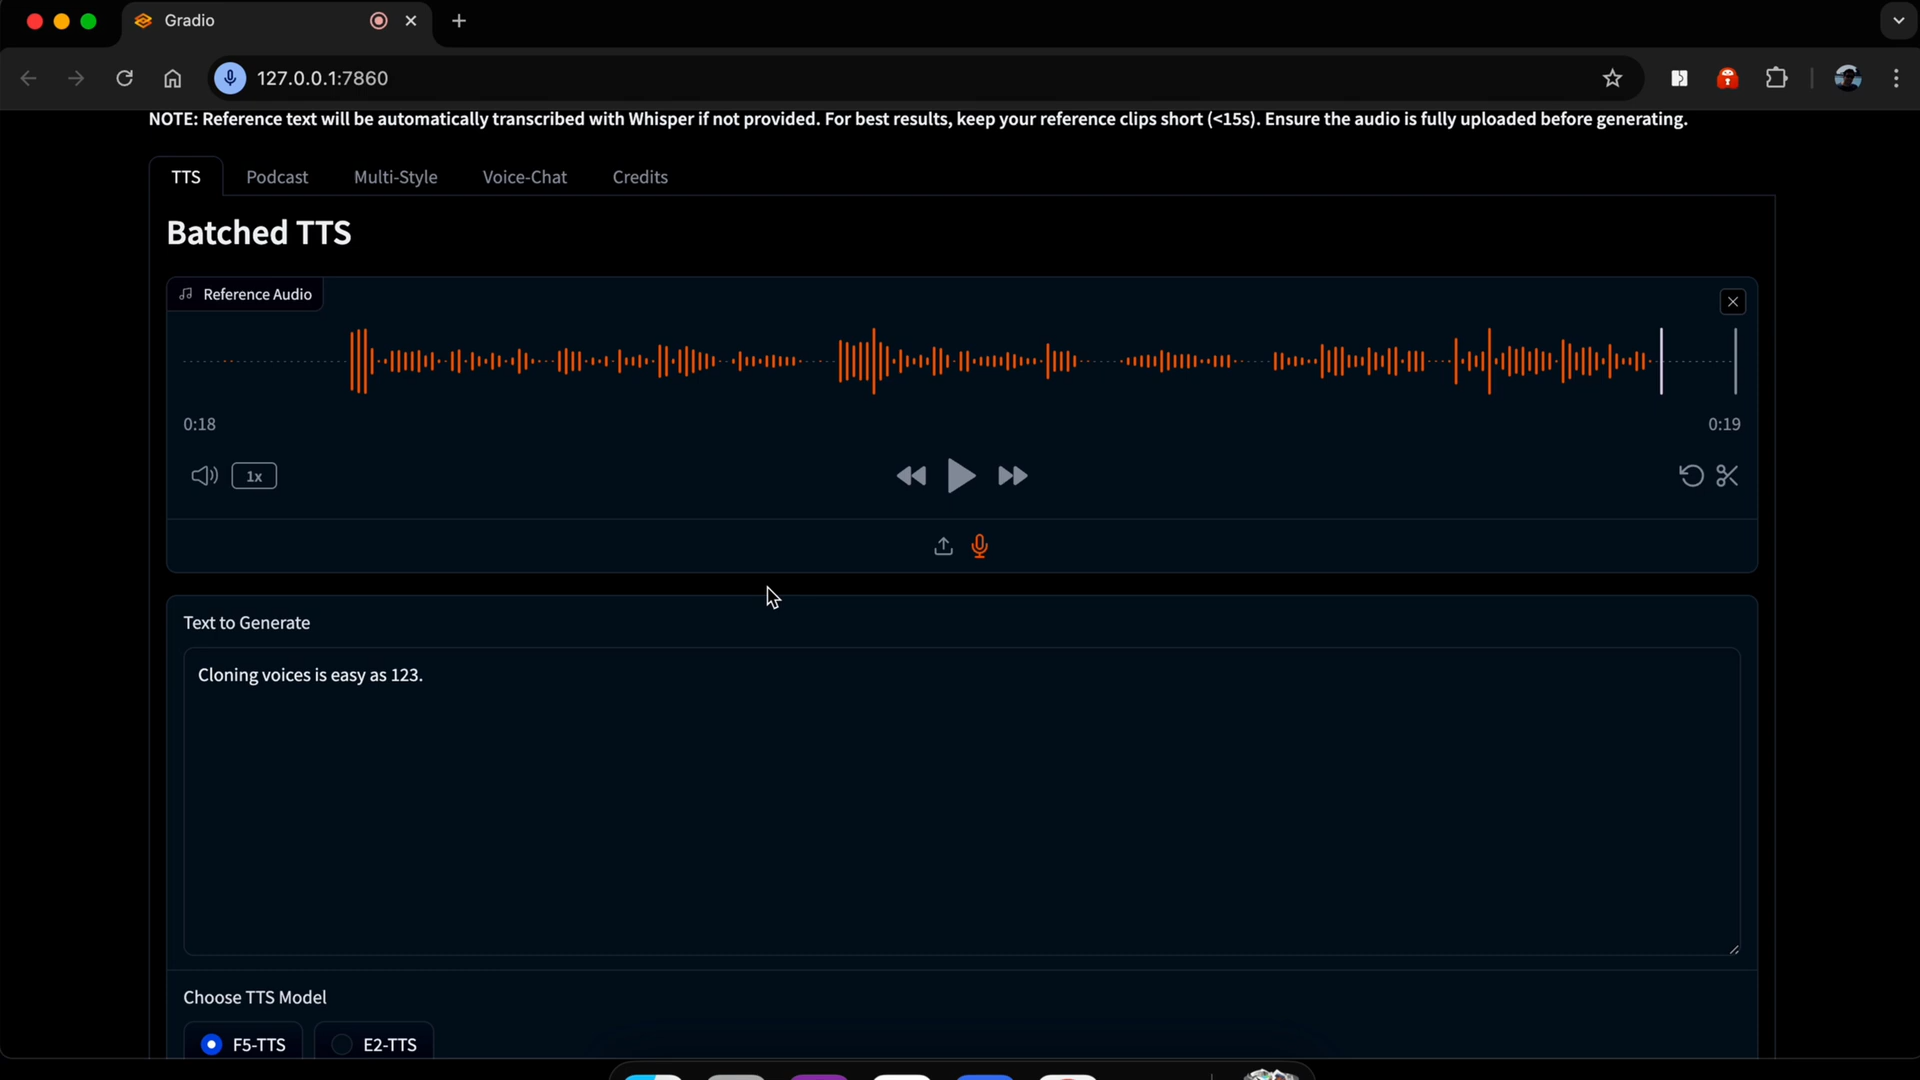 Gradio
127.0.0.1:7860
NOTE: Reference text will be automatically transcribed with Whisper if not provided. For best results, keep your reference clips short (<15s). Ensure the audio is fully uploaded before generating.
TTS Podcast Multi-Style Voice-Chat Credits
Batched TTS
Reference Audio
0:18 0:19
1x
Text to Generate
Cloning voices is easy as 123.
Choose TTS Model
F5-TTS E2-TTS